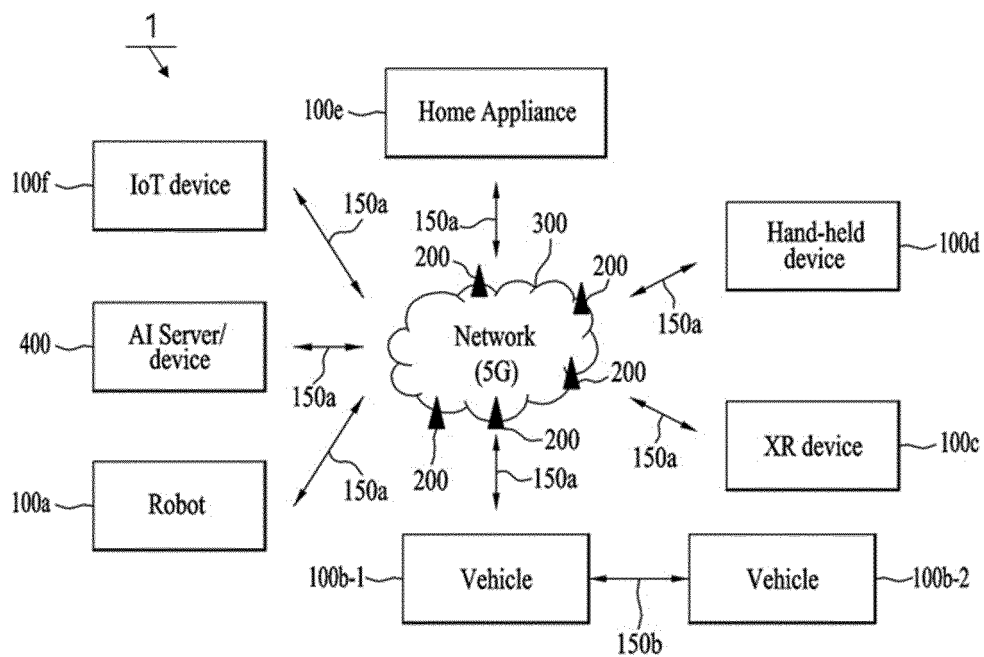 1
Home Appliance
100e
IoT device
100f
150a
150a
300
200
200
Hand-held
device
100d
150a
AI Server/
device
400
150a
Network
(5G)
200
200
200
150a
150a
150a
XR device
100c
Robot
100a
100b-1
Vehicle
Vehicle
100b-2
150b